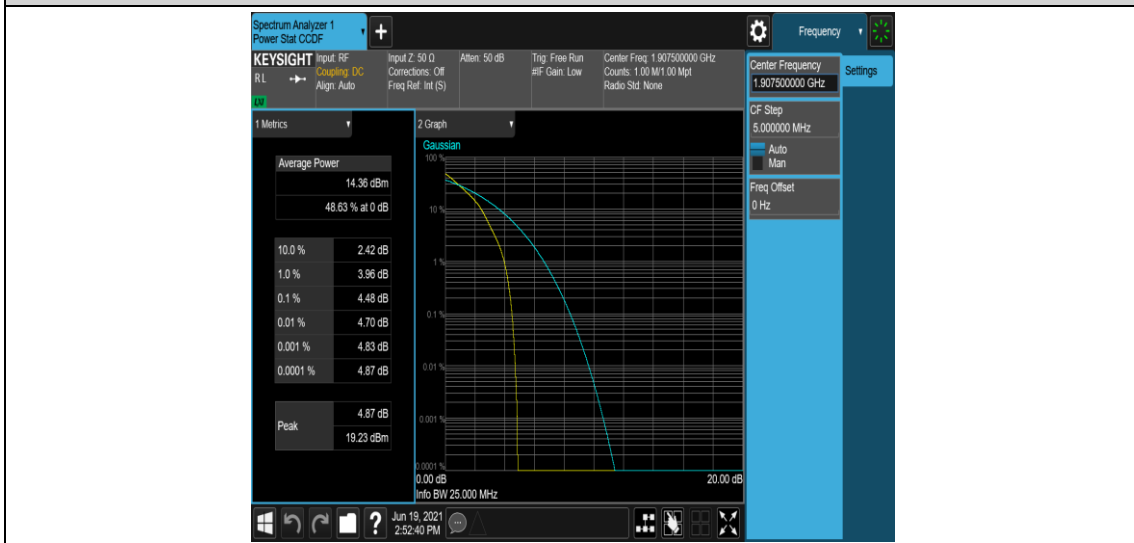 Spectrum Analyzer 1
Power Stat CCDF
+
Frequency
KEYSIGHT
RL
LXI
Input: RF
Coupling: DC
Align: Auto
Input Z: 50 Ω
Corrections: Off
Freq Ref: Int (S)
Atten: 50 dB
Trig: Free Run
#IF Gain: Low
Center Freq: 1.907500000 GHz
Counts: 1.00 M/1.00 Mpt
Radio Std: None
Center Frequency
1.907500000 GHz
Settings
CF Step
5.000000 MHz
Auto
Man
Freq Offset
0 Hz
1 Metrics
Average Power
14.36 dBm
48.63 % at 0 dB
10.0 % 2.42 dB
1.0 % 3.96 dB
0.1 % 4.48 dB
0.01 % 4.70 dB
0.001 % 4.83 dB
0.0001 % 4.87 dB
Peak
4.87 dB
19.23 dBm
2 Graph
Gaussian
100 %
10 %
1 %
0.1 %
0.01 %
0.001 %
0.0001 %
0.00 dB 20.00 dB
Info BW 25.000 MHz
?
Jun 19, 2021
2:52:40 PM